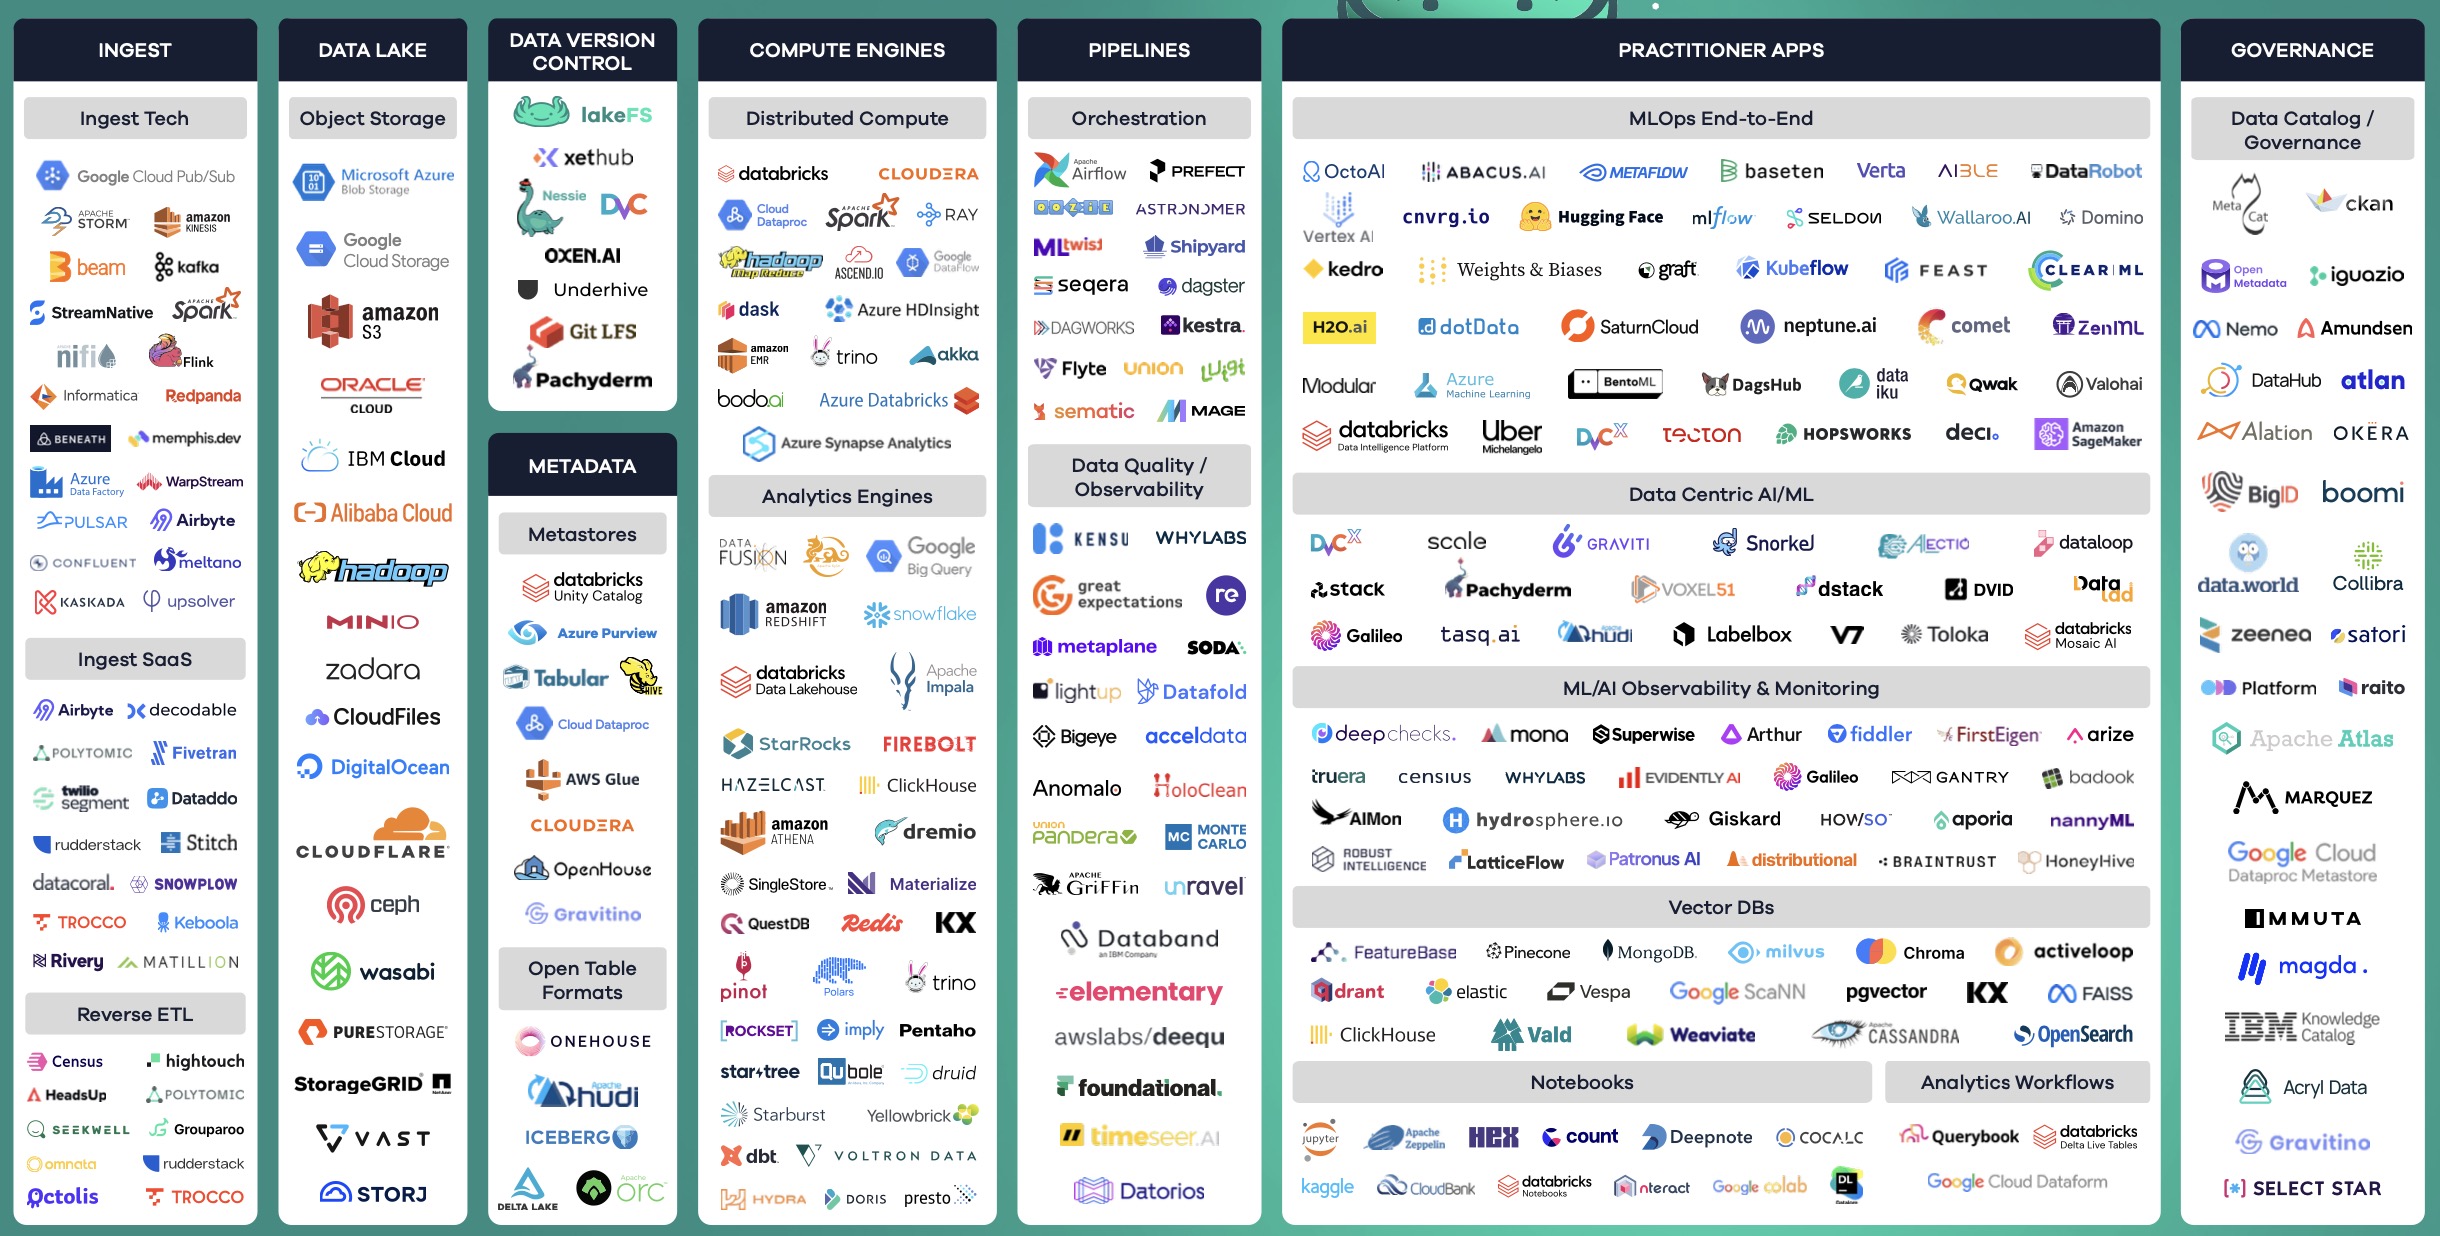 INGEST
Ingest Tech
Google Cloud Pub/Sub
APACHE STORM
amazon KINESIS
beam
kafka
StreamNative
APACHE Spark
nifi
Flink
Informatica
Redpanda
BENEATH
memphis.dev
Azure Data Factory
WarpStream
PULSAR
Airbyte
CONFLUENT
meltano
KASKADA
upsolver
Ingest SaaS
Airbyte
decodable
POLYTOMIC
Fivetran
twilio segment
Dataddo
rudderstack
Stitch
datacoral.
SNOWPLOW
TROCCO
Keboola
Rivery
MATILLION
Reverse ETL
Census
hightouch
HeadsUp
POLYTOMIC
SEEKWELL
Grouparoo
omnata
rudderstack
Octolis
TROCCO
DATA LAKE
Object Storage
Microsoft Azure
Blob Storage
Google
Cloud Storage
amazon
S3
ORACLE
CLOUD
IBM Cloud
Alibaba Cloud
hadoop
MINIO
zadara
CloudFiles
DigitalOcean
CLOUDFLARE
ceph
wasabi
PURESTORAGE
StorageGRID
VAST
STORJ
DATA VERSION
CONTROL
lakeFS
xethub
Nessie
DVC
OXEN.AI
Underhive
Git LFS
Pachyderm
METADATA
Metastores
databricks
Unity Catalog
Azure Purview
Tabular
HIVE
Cloud Dataproc
AWS Glue
CLOUDERA
OpenHouse
Gravitino
Open Table
Formats
ONEHOUSE
Apache hudi
ICEBERG
DELTA LAKE
Apache orc
COMPUTE ENGINES
Distributed Compute
databricks
CLOUDERA
Cloud Dataproc
APACHE Spark
RAY
hadoop Map Reduce
ASCEND.IO
Google DataFlow
dask
Azure HDInsight
amazon EMR
trino
akka
bodo.ai
Azure Databricks
Azure Synapse Analytics
Analytics Engines
DATA FUSION
Google Big Query
amazon REDSHIFT
snowflake
databricks Data Lakehouse
Apache Impala
StarRocks
FIREBOLT
HAZELCAST
ClickHouse
amazon ATHENA
dremio
SingleStore
Materialize
QuestDB
Redis
KX
pinot
Polars
trino
[ROCKSET]
imply
Pentaho
star tree
Qubole
druid
Starburst
Yellowbrick
dbt
VOLTRON DATA
HYDRA
DORIS
presto
PIPELINES
Orchestration
Apache Airflow
PREFECT
OOZIE
ASTRONOMER
MLtwist
Shipyard
seqera
dagster
DAGWORKS
kestra
Flyte
union
Luigi
sematic
MAGE
Data Quality /
Observability
KENSU
WHYLABS
great expectations
re
metaplane
SODA
lightup
Datafold
Bigeye
acceldata
Anomalo
HoloClean
union pandera
MC MONTE CARLO
APACHE GriFFin
unravel
Databand
an IBM Company
elementary
awslabs/deequ
foundational.
timeseer.AI
Datorios
PRACTITIONER APPS
MLOps End-to-End
OctoAI
ABACUS.AI
METAFLOW
baseten
Verta
AIBLE
DataRobot
Vertex AI
cnvrg.io
Hugging Face
mlflow
SELDON
Wallaroo.AI
Domino
kedro
Weights & Biases
graft
Kubeflow
FEAST
CLEAR|ML
H2O.ai
dotData
SaturnCloud
neptune.ai
comet
ZenML
Modular
Azure Machine Learning
BentoML
DagsHub
data iku
Qwak
Valohai
databricks Data Intelligence Platform
Uber Michelangelo
DVCX
TECTON
HOPSWORKS
deci.
Amazon SageMaker
Data Centric AI/ML
DVCX
scale
GRAVITI
Snorkel
ALECTIO
dataloop
stack
Pachyderm
VOXEL51
dstack
DVID
Data lad
Galileo
tasq.ai
Apache hudi
Labelbox
V7
Toloka
databricks Mosaic AI
ML/AI Observability & Monitoring
deepchecks.
mona
Superwise
Arthur
fiddler
FirstEigen
arize
truera
censius
WHYLABS
EVIDENTLY AI
Galileo
GANTRY
badook
AIMon
hydrosphere.io
Giskard
HOW/SO
aporia
nannyML
ROBUST INTELLIGENCE
LatticeFlow
Patronus AI
distributional
BRAINTRUST
HoneyHive
Vector DBs
FeatureBase
Pinecone
MongoDB.
milvus
Chroma
activeloop
qdrant
elastic
Vespa
Google ScaNN
pgvector
KX
FAISS
ClickHouse
Vald
Weaviate
Apache CASSANDRA
OpenSearch
Notebooks
jupyter
Apache Zeppelin
HEX
count
Deepnote
COCALC
kaggle
CloudBank
databricks Notebooks
nteract
Google colab
DL
Analytics Workflows
Querybook
databricks Delta Live Tables
Google Cloud Dataform
GOVERNANCE
Data Catalog /
Governance
Meta Cat
ckan
Open Metadata
iguazio
Nemo
Amundsen
DataHub
atlan
Alation
OKERA
BigID
boomi
data.world
Collibra
zeenea
satori
Platform
raito
Apache Atlas
MARQUEZ
Google Cloud
Dataproc Metastore
IMMUTA
magda.
IBM Knowledge Catalog
Acryl Data
Gravitino
[*] SELECT STAR